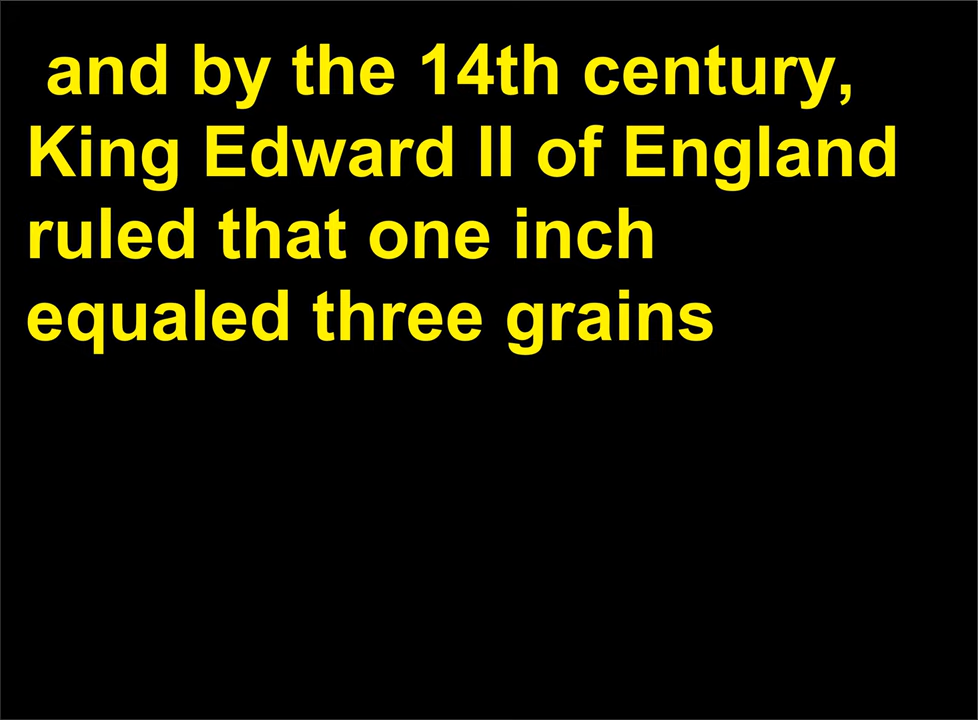 and by the 14th century,
King Edward II of England
ruled that one inch
equaled three grains